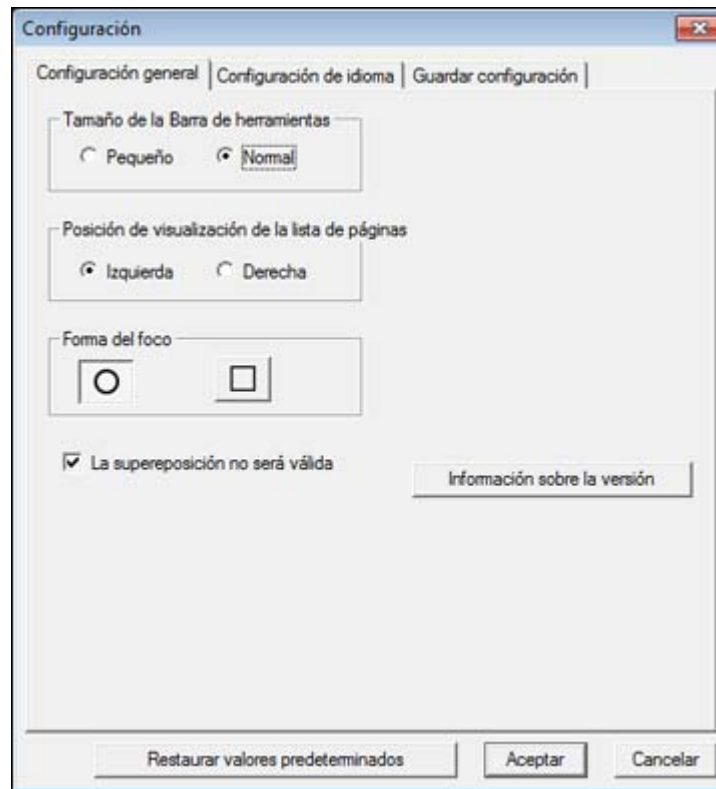 Configuración
Configuración general Configuración de idioma Guardar configuración
Tamaño de la Barra de herramientas
Pequeño Normal
Posición de visualización de la lista de páginas
Izquierda Derecha
Forma del foco
La supereposición no será válida
Información sobre la versión
Restaurar valores predeterminados Aceptar Cancelar